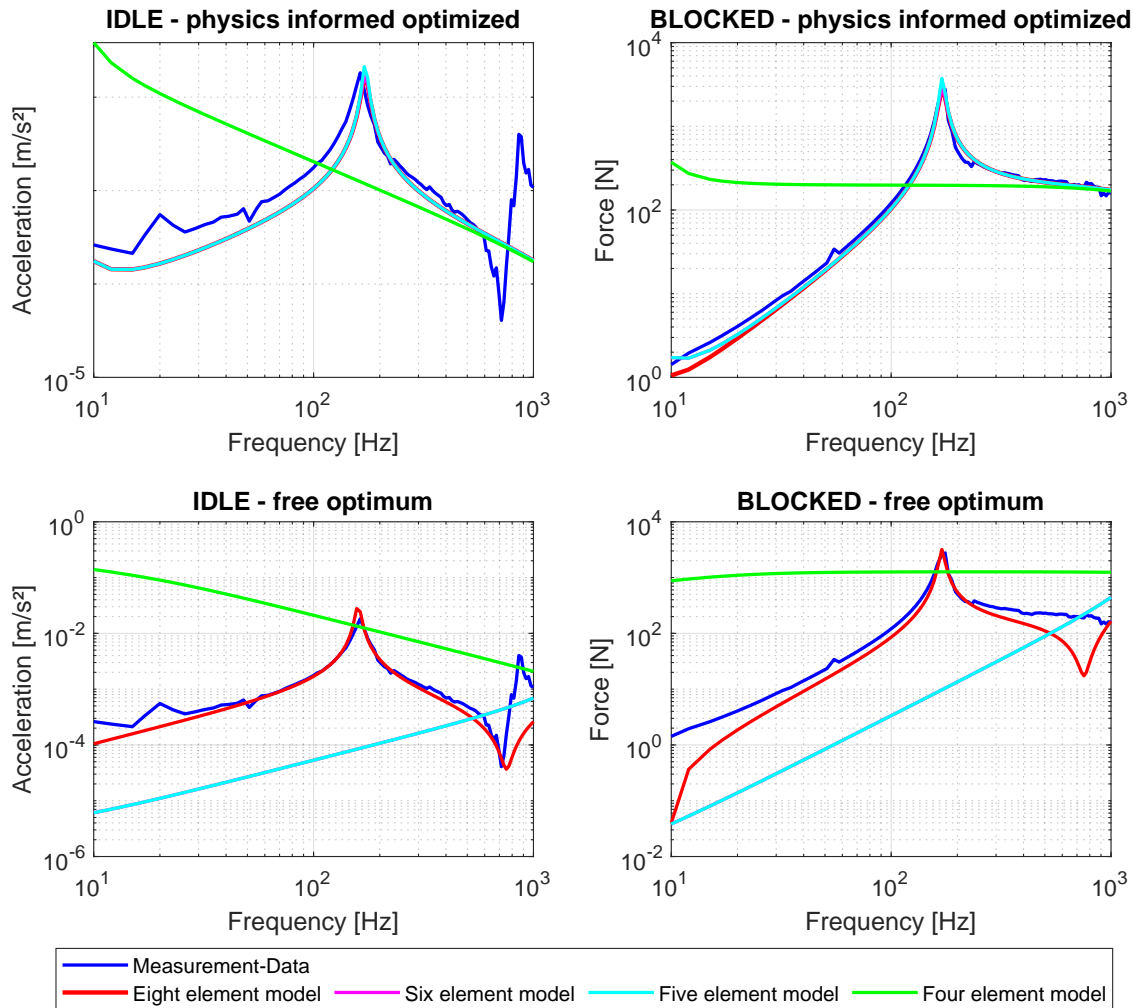 IDLE - physics informed optimized
Acceleration [m/s²]
10^-5
10^1
10^2
10^3
Frequency [Hz]
BLOCKED - physics informed optimized
Force [N]
10^4
10^2
10^0
10^1
10^2
10^3
Frequency [Hz]
IDLE - free optimum
Acceleration [m/s²]
10^0
10^-2
10^-4
10^-6
10^1
10^2
10^3
Frequency [Hz]
BLOCKED - free optimum
Force [N]
10^4
10^2
10^0
10^-2
10^1
10^2
10^3
Frequency [Hz]
Measurement-Data
Eight element model Six element model Five element model Four element model